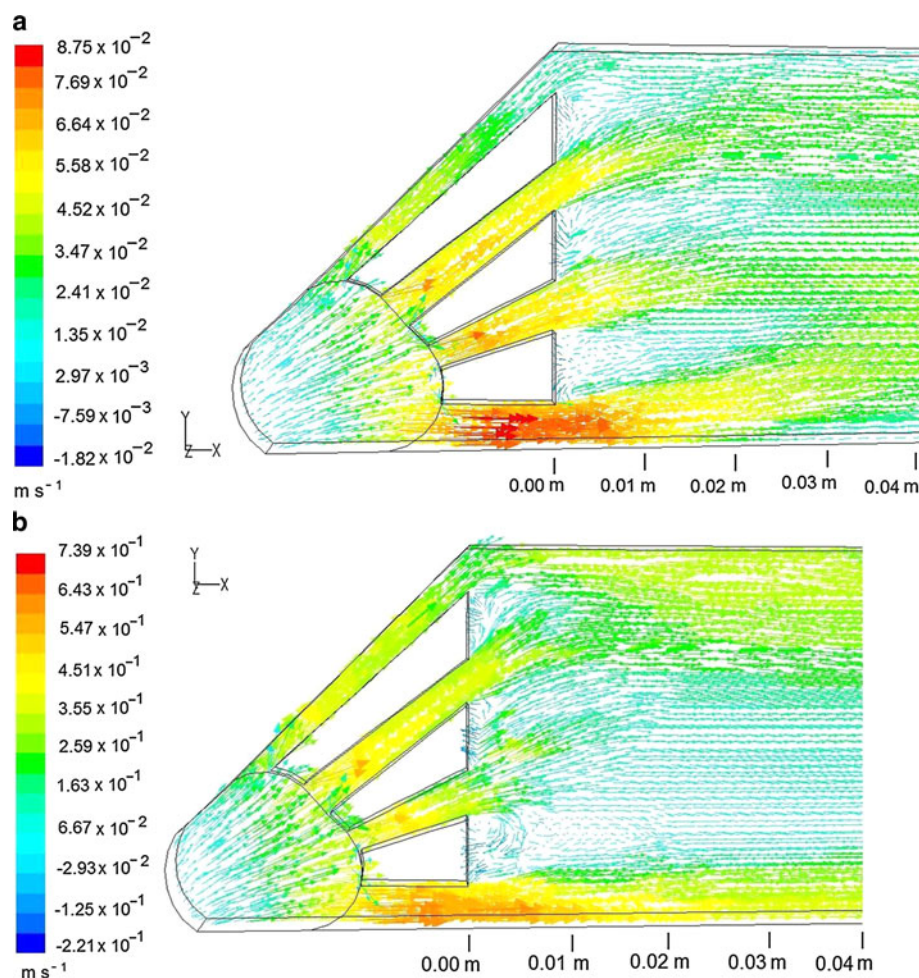 a
8.75 x 10⁻²
7.69 x 10⁻²
6.64 x 10⁻²
5.58 x 10⁻²
4.52 x 10⁻²
3.47 x 10⁻²
2.41 x 10⁻²
1.35 x 10⁻²
2.97 x 10⁻³
-7.59 x 10⁻³
-1.82 x 10⁻²
m s⁻¹
Y
Z X
0.00 m 0.01 m 0.02 m 0.03 m 0.04 m
b
7.39 x 10⁻¹
6.43 x 10⁻¹
5.47 x 10⁻¹
4.51 x 10⁻¹
3.55 x 10⁻¹
2.59 x 10⁻¹
1.63 x 10⁻¹
6.67 x 10⁻²
-2.93 x 10⁻²
-1.25 x 10⁻¹
-2.21 x 10⁻¹
m s⁻¹
Y
Z X
0.00 m 0.01 m 0.02 m 0.03 m 0.04 m